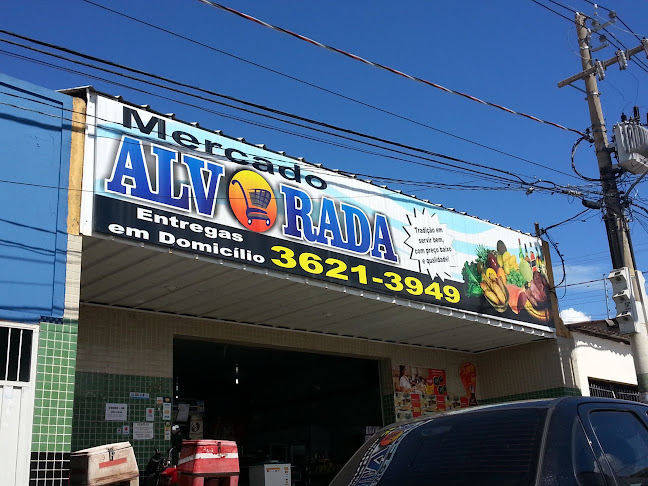 Mercado
ALVORADA
Entregas
em Domicílio
3621-3949
Tradição em
servir bem,
com preço baixo
e qualidade!